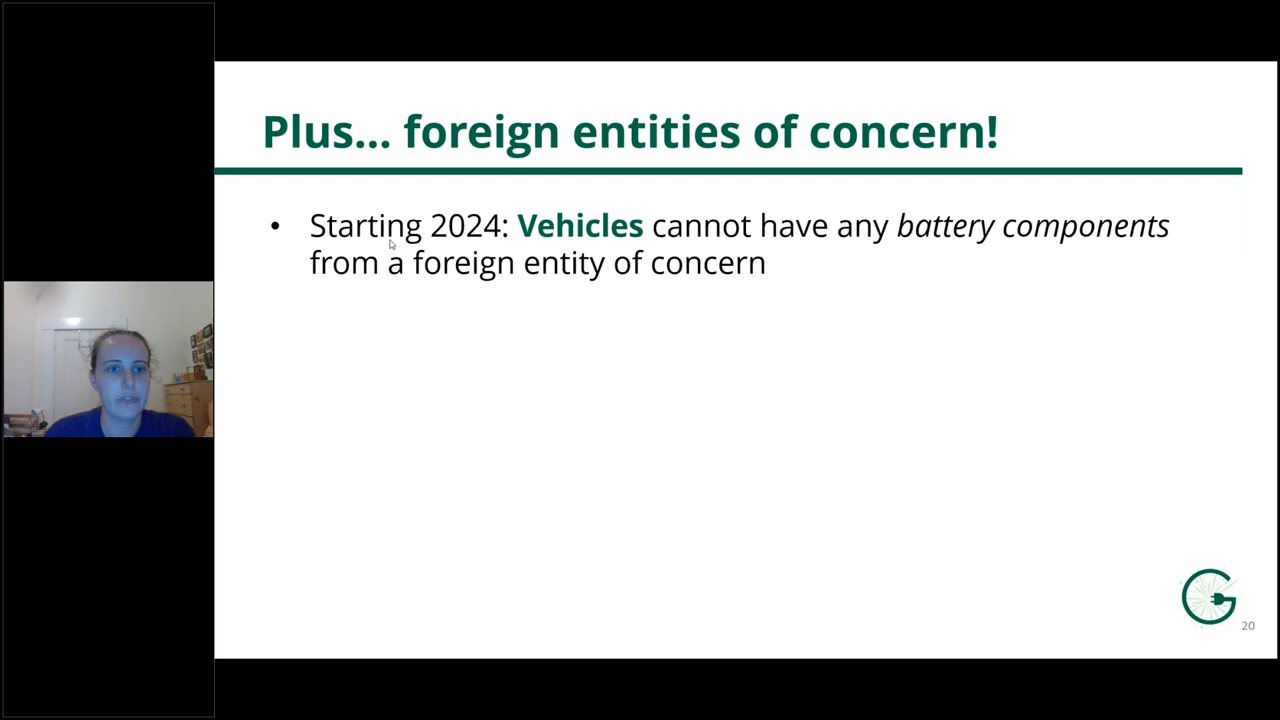 Plus... foreign entities of concern!
• Starting 2024: Vehicles cannot have any battery components
from a foreign entity of concern
G
20